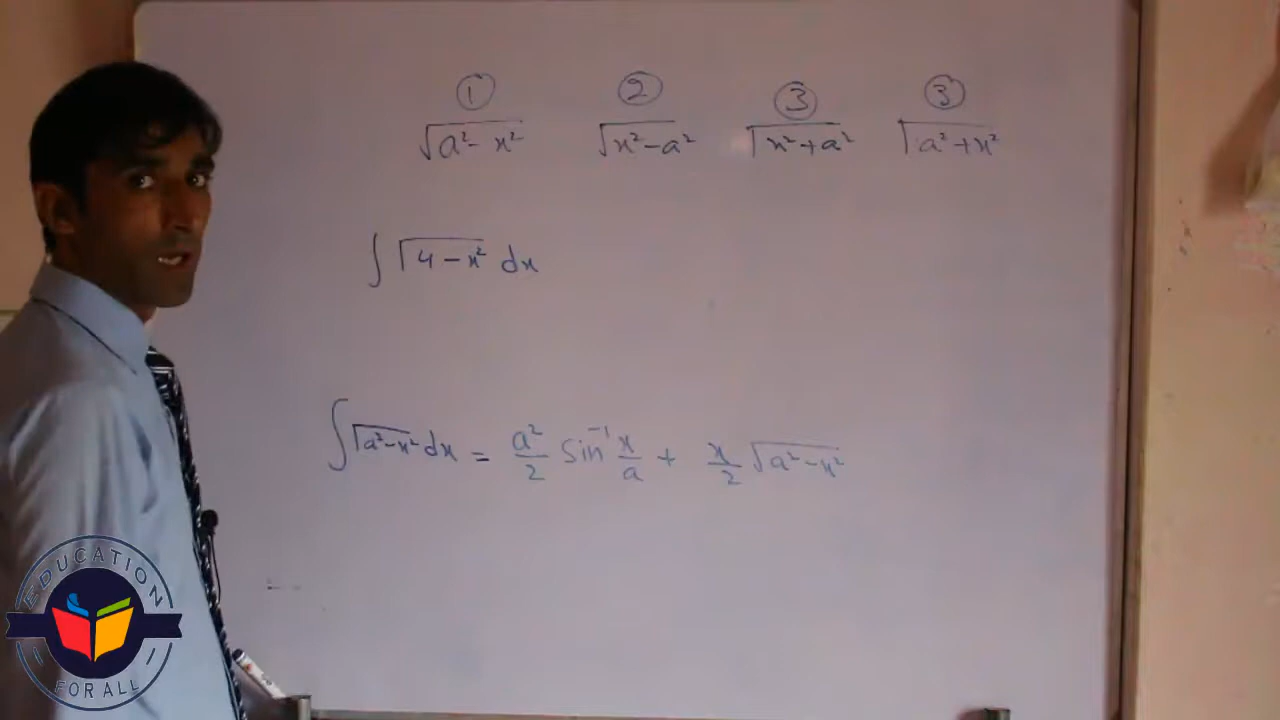 ① ② ③ ③
√(a²-x²) √(x²-a²) √(x²+a²) √(a²+x²)
∫√(4-x²) dx
∫√(a²-x²) dx = a²/2 Sin⁻¹ x/a + x/2 √(a²-x²)
EDUCATION
FOR ALL